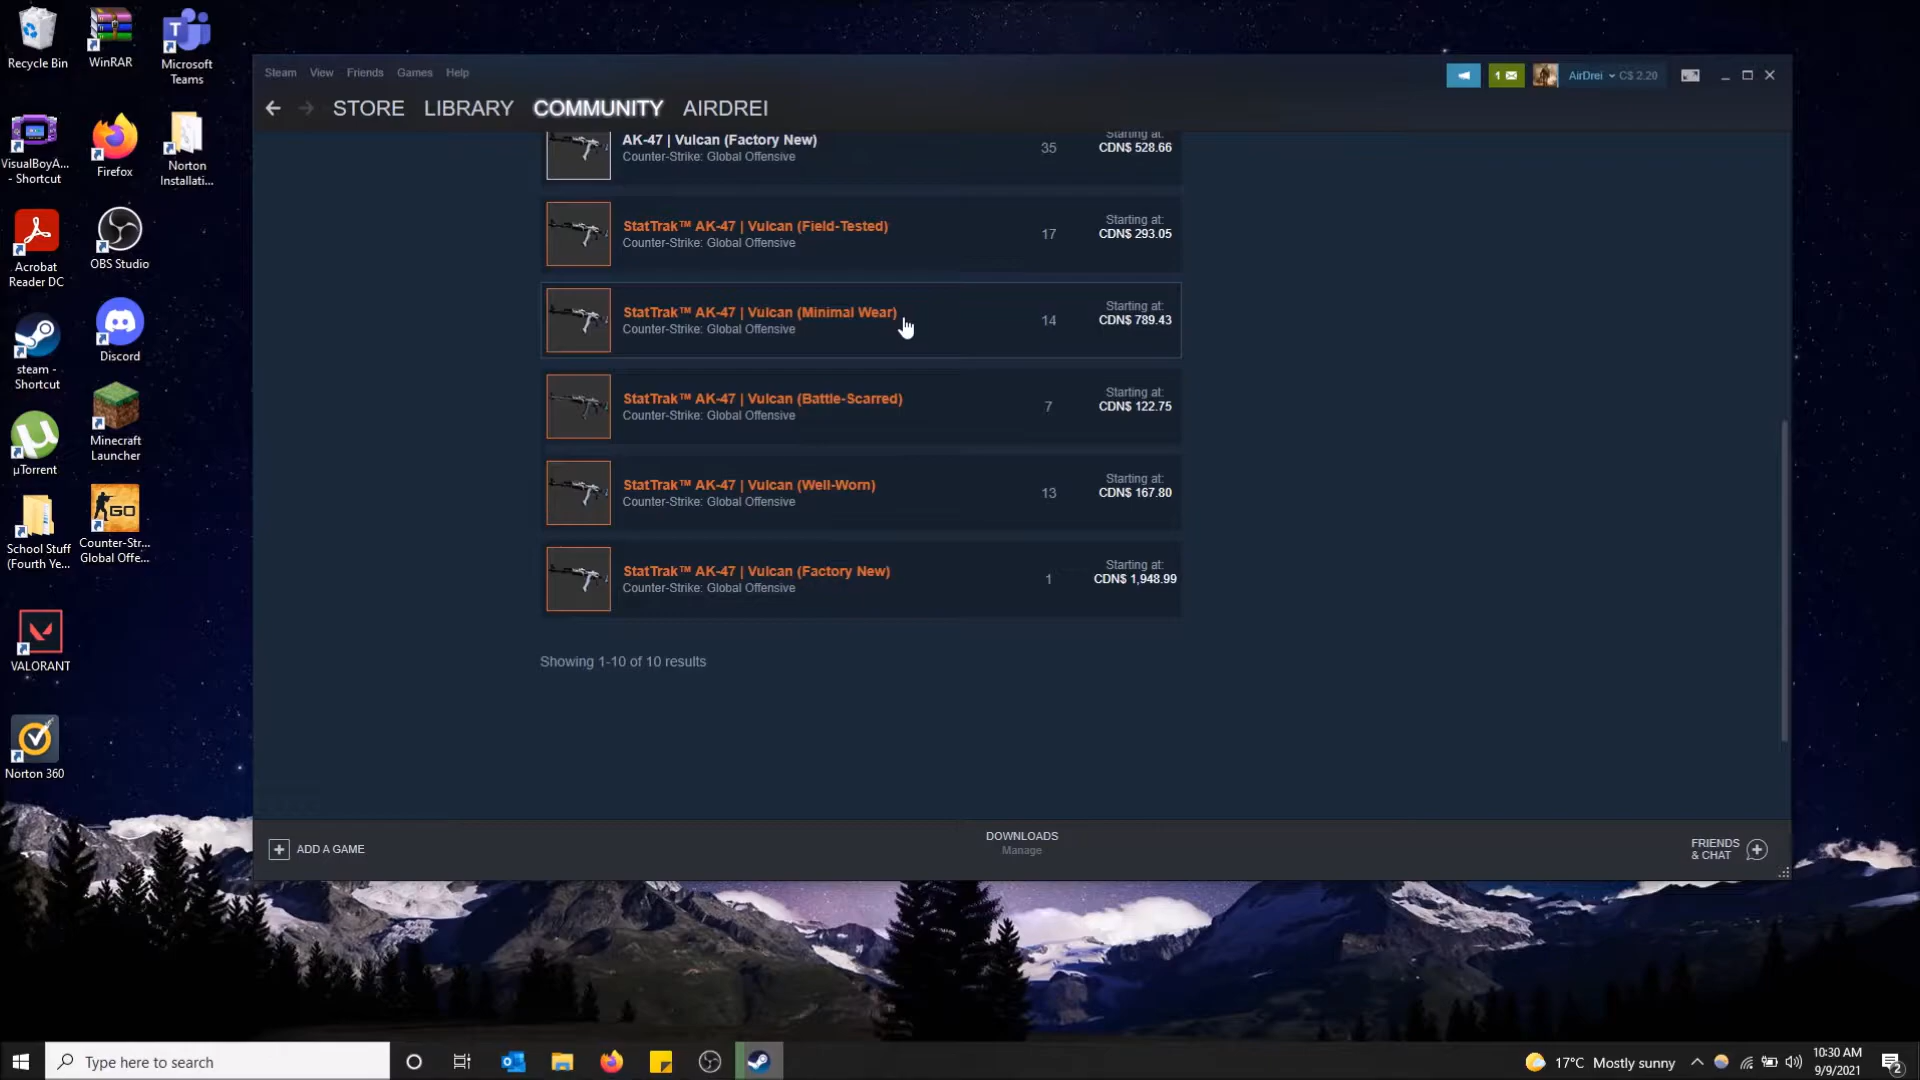 Recycle Bin
WinRAR
Microsoft
Teams
VisualBoyA...
- Shortcut
Firefox
Norton
Installati...
Acrobat
Reader DC
OBS Studio
steam -
Shortcut
Discord
µTorrent
Minecraft
Launcher
School Stuff
(Fourth Ye...
GO
Counter-Str...
Global Offe...
VALORANT
Norton 360
Steam View Friends Games Help
1
AirDrei C$ 2.20
STORE LIBRARY COMMUNITY AIRDREI
AK-47 | Vulcan (Factory New)
Counter-Strike: Global Offensive
35
Starting at:
CDN$ 528.66
StatTrak™ AK-47 | Vulcan (Field-Tested)
Counter-Strike: Global Offensive
17
Starting at:
CDN$ 293.05
StatTrak™ AK-47 | Vulcan (Minimal Wear)
Counter-Strike: Global Offensive
14
Starting at:
CDN$ 789.43
StatTrak™ AK-47 | Vulcan (Battle-Scarred)
Counter-Strike: Global Offensive
7
Starting at:
CDN$ 122.75
StatTrak™ AK-47 | Vulcan (Well-Worn)
Counter-Strike: Global Offensive
13
Starting at:
CDN$ 167.80
StatTrak™ AK-47 | Vulcan (Factory New)
Counter-Strike: Global Offensive
1
Starting at:
CDN$ 1,948.99
Showing 1-10 of 10 results
ADD A GAME
DOWNLOADS
Manage
FRIENDS
& CHAT
Type here to search
17°C Mostly sunny
10:30 AM
9/9/2021
2